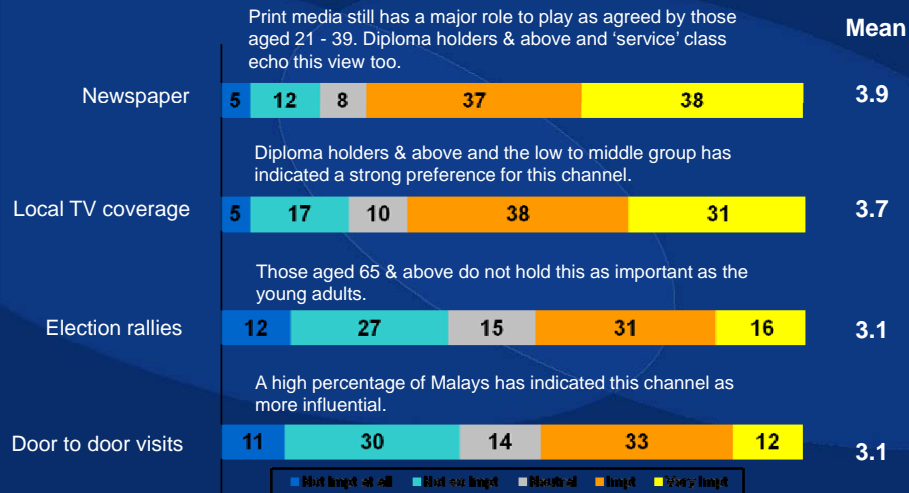 Print media still has a major role to play as agreed by those
aged 21 - 39. Diploma holders & above and ‘service’ class
echo this view too.
Mean
Newspaper
5 12 8 37 38
3.9
Diploma holders & above and the low to middle group has
indicated a strong preference for this channel.
Local TV coverage
5 17 10 38 31
3.7
Those aged 65 & above do not hold this as important as the
young adults.
Election rallies
12 27 15 31 16
3.1
A high percentage of Malays has indicated this channel as
more influential.
Door to door visits
11 30 14 33 12
3.1
Not Impt at all Not so Impt Neutral Impt Very Impt